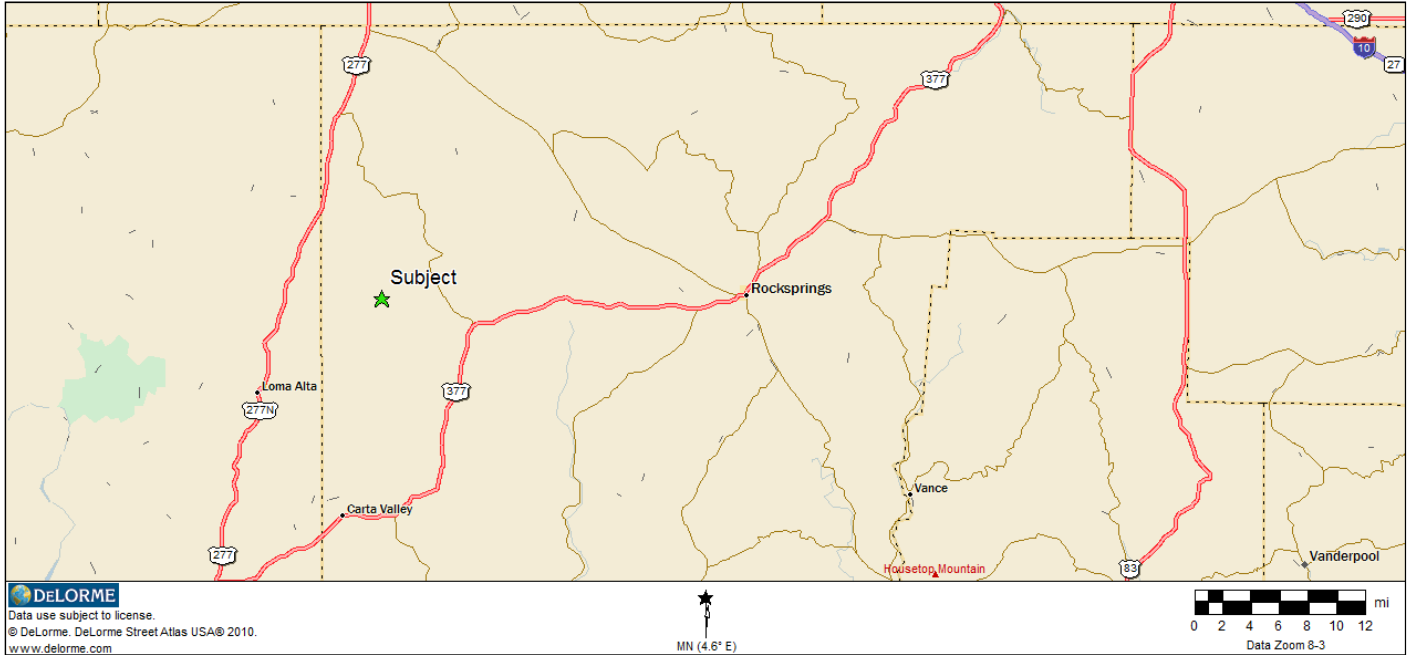 290
10
27
277
377
Subject
Rocksprings
Loma Alta
277N
377
Carta Valley
Vance
277
Housetop Mountain
83
Vanderpool
DELORME
Data use subject to license.
© DeLorme. DeLorme Street Atlas USA® 2010.
www.delorme.com
MN (4.6° E)
mi
0 2 4 6 8 10 12
Data Zoom 8-3